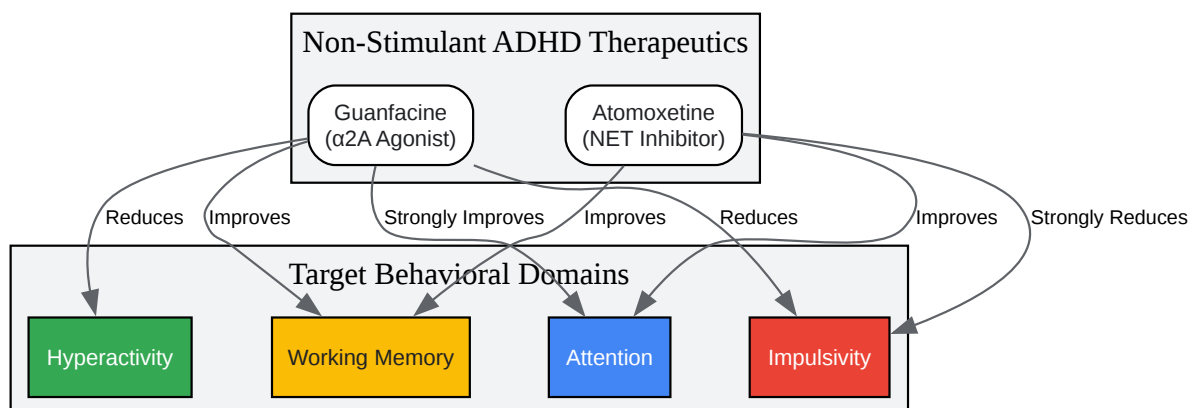 Non-Stimulant ADHD Therapeutics
Guanfacine
(α2A Agonist)
Atomoxetine
(NET Inhibitor)
Reduces
Improves
Strongly Improves
Improves
Reduces
Improves
Strongly Reduces
Target Behavioral Domains
Hyperactivity
Working Memory
Attention
Impulsivity